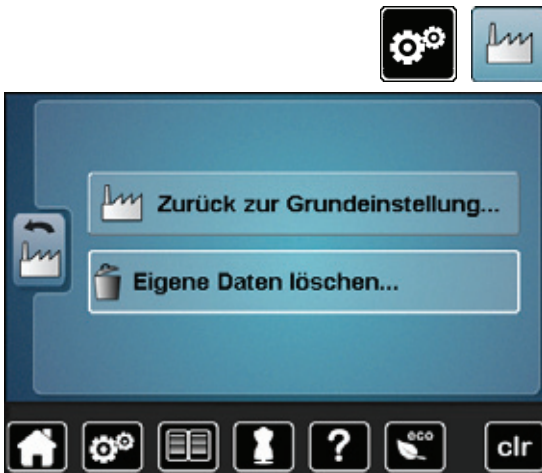 Zurück zur Grundeinstellung...
Eigene Daten löschen...
? eco clr